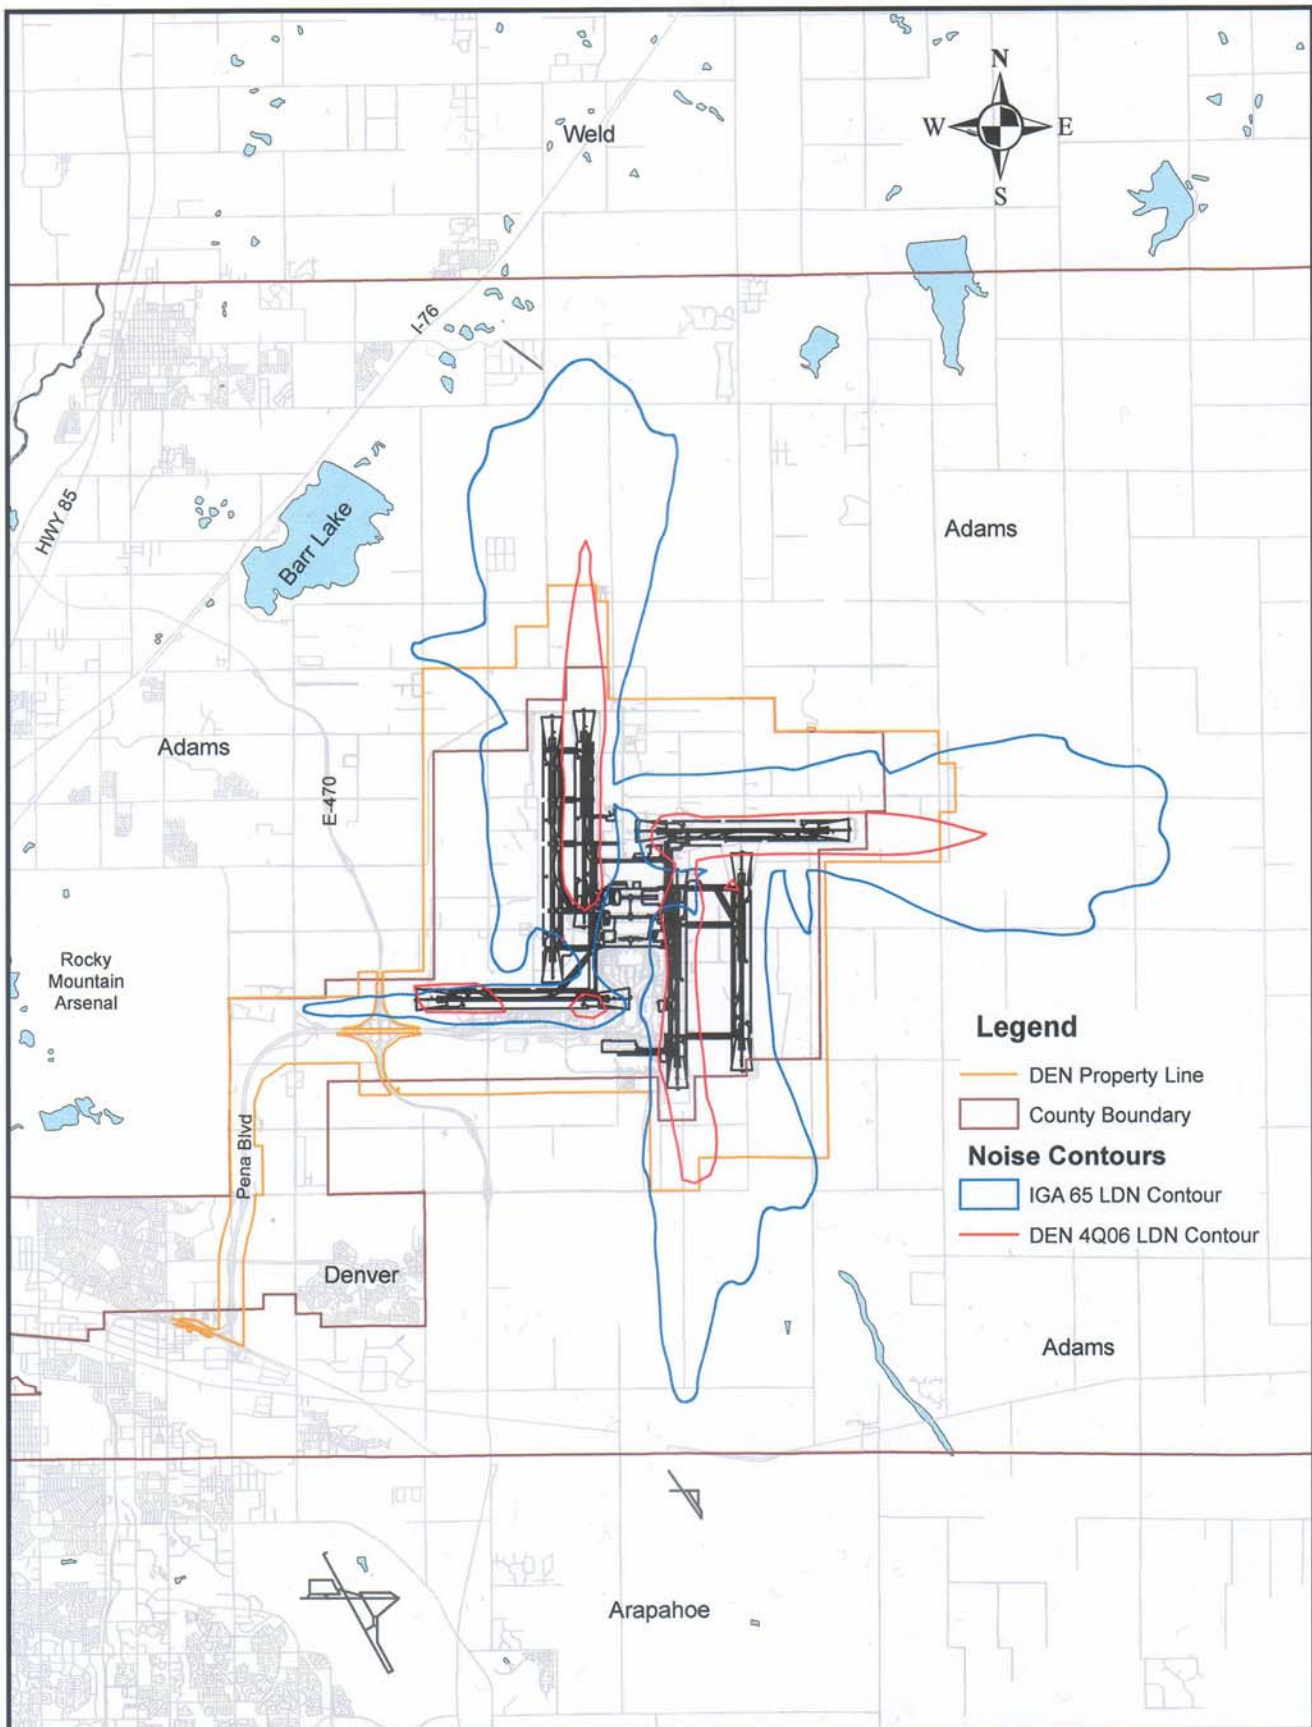 N
W
E
S
Weld
I-76
HWY 85
Barr Lake
Adams
Adams
E-470
Rocky
Mountain
Arsenal
Legend
DEN Property Line
County Boundary
Noise Contours
IGA 65 LDN Contour
DEN 4Q06 LDN Contour
Pena Blvd
Denver
Adams
Arapahoe